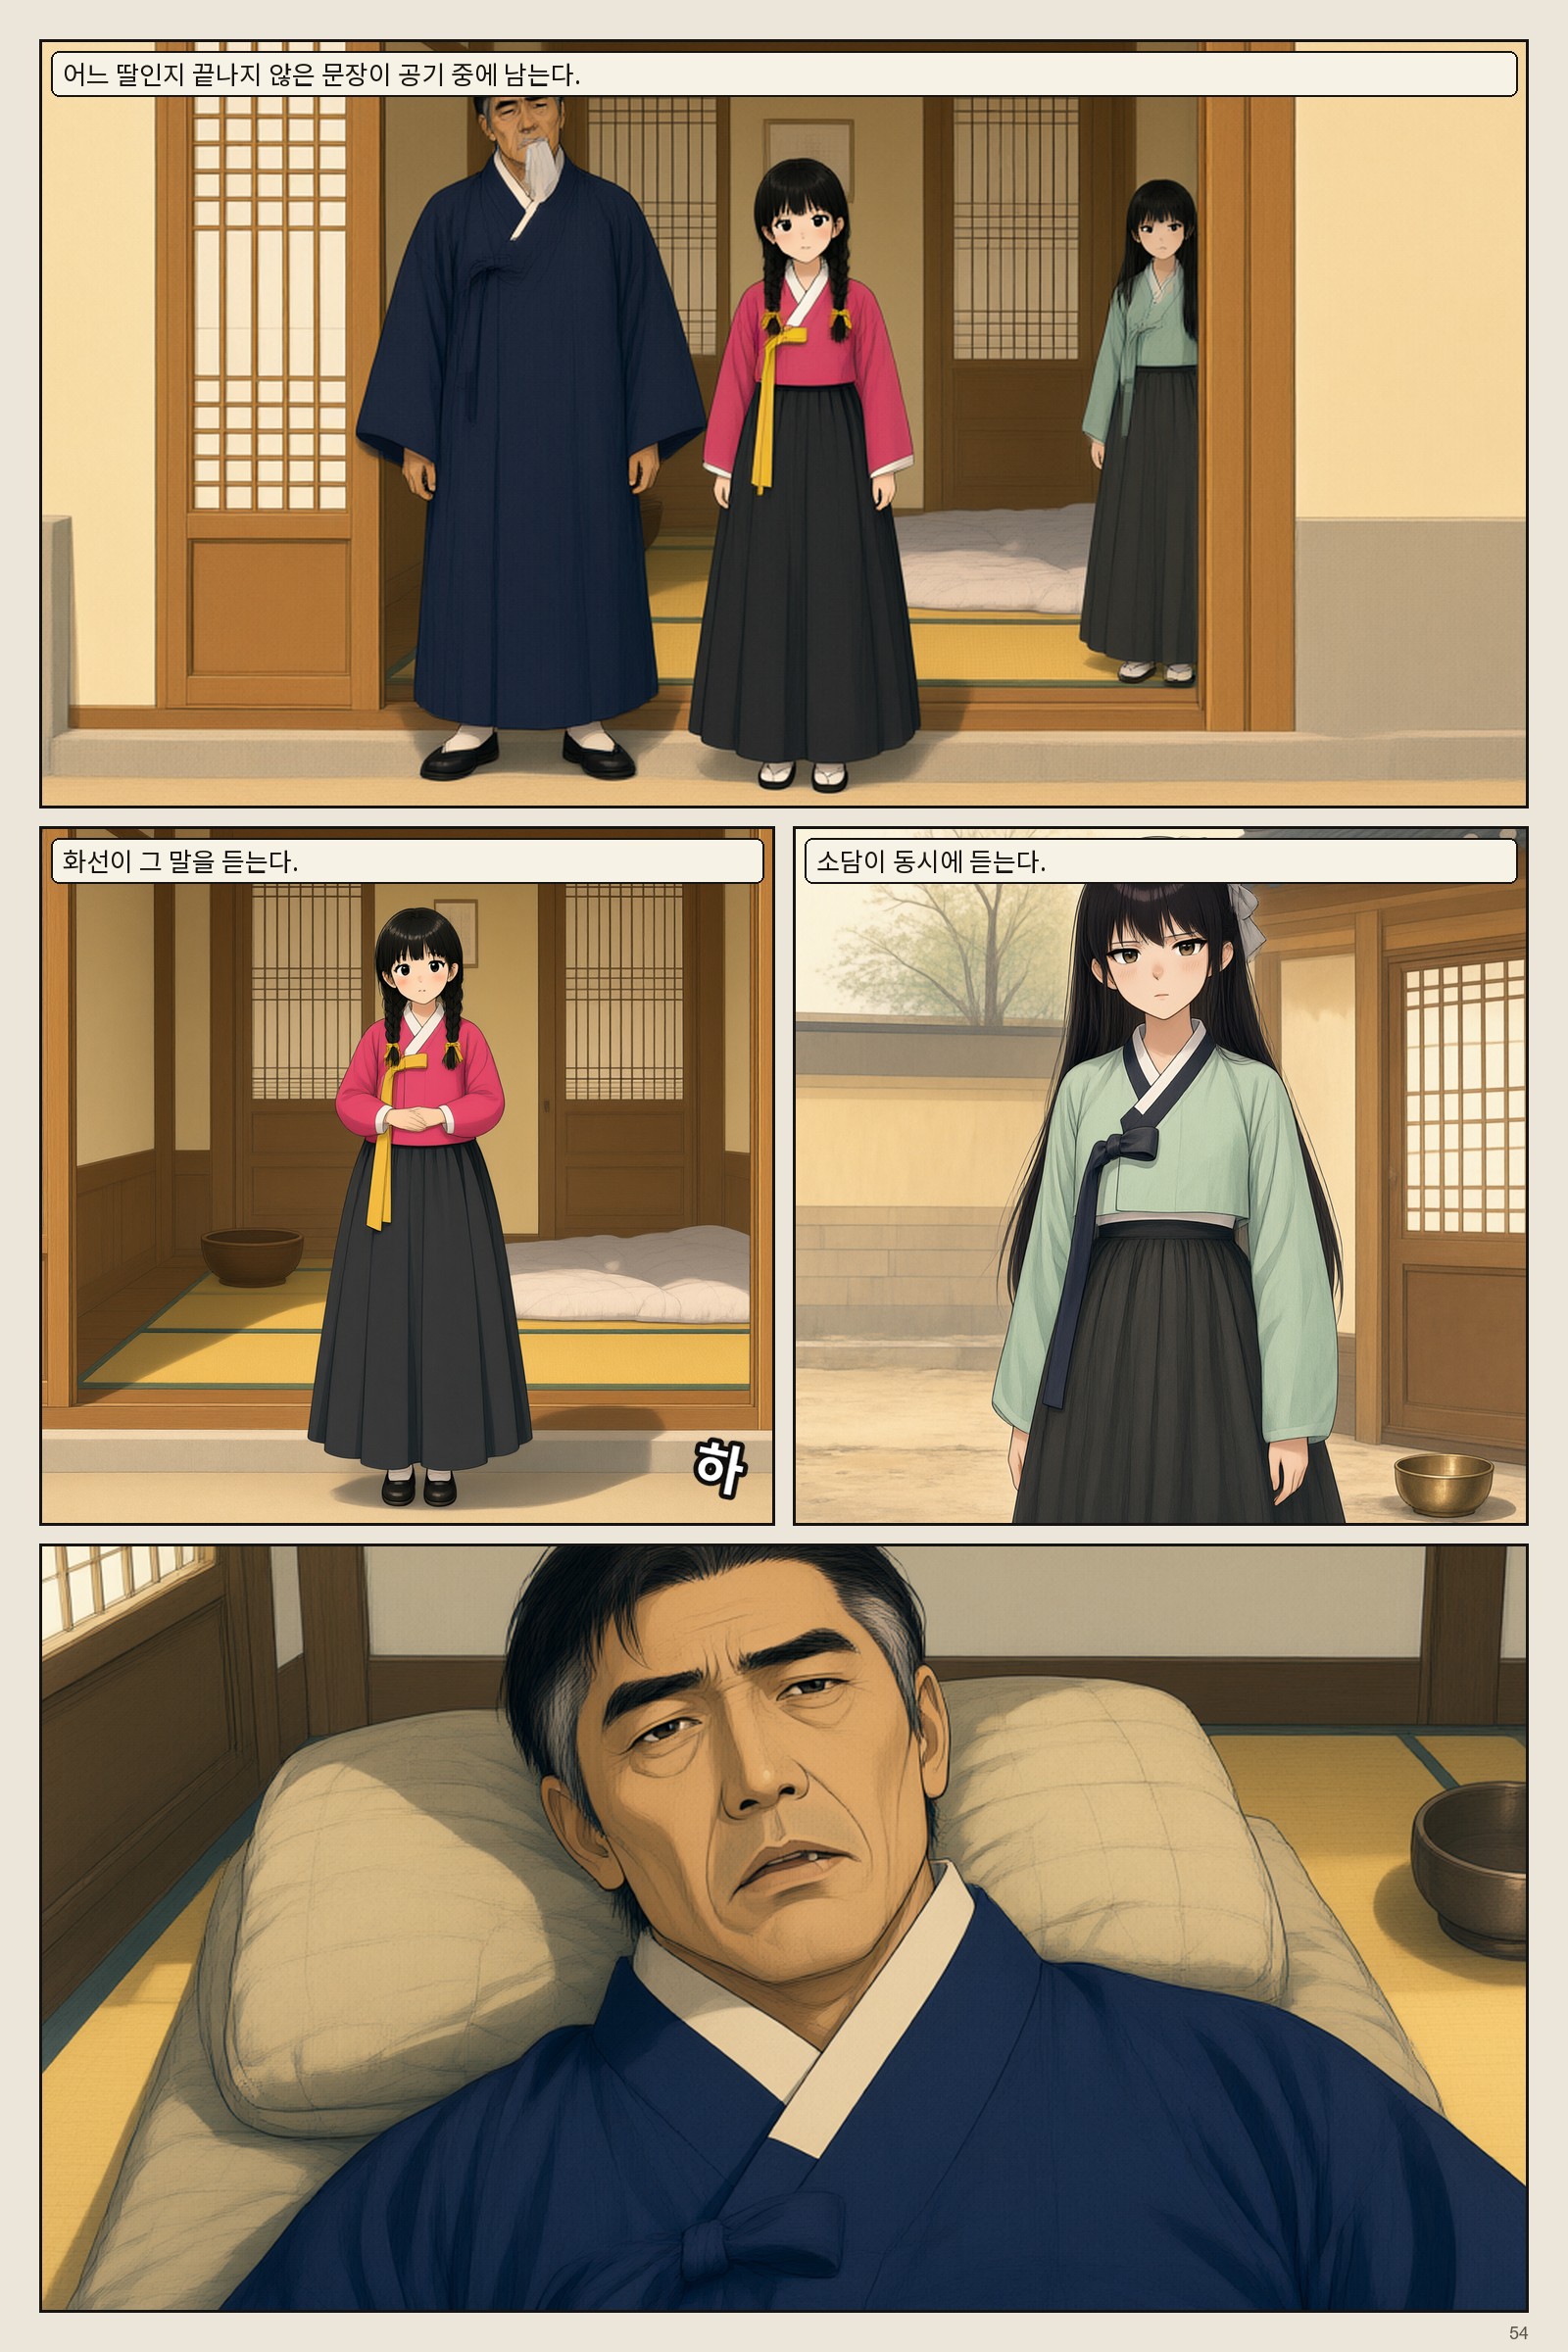 어느 딸인지 끝나지 않은 문장이 공기 중에 남는다.
화선이 그 말을 듣는다.
소담이 동시에 듣는다.
하
54